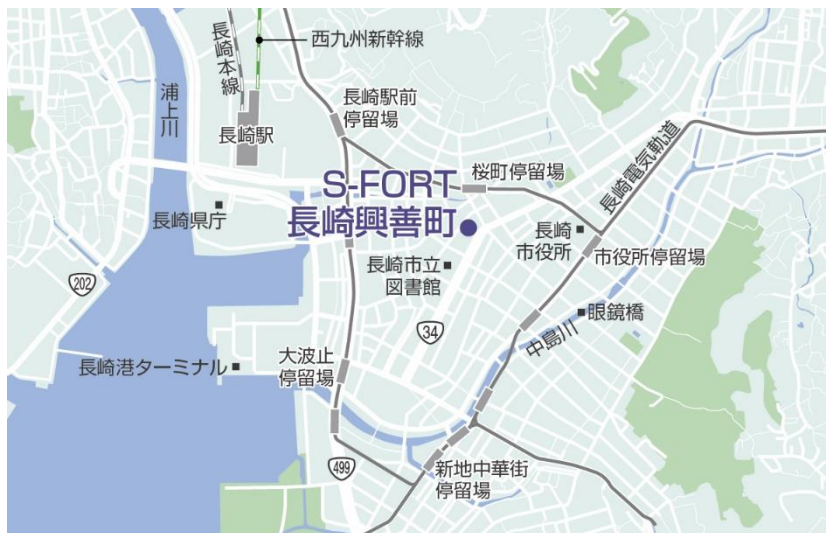 西九州新幹線
長崎本線
浦上川
長崎駅
長崎駅前
停留場
桜町停留場
長崎電気軌道
S-FORT
長崎興善町
長崎県庁
長崎
市役所
市役所停留場
長崎市立
図書館
202
34
眼鏡橋
中島川
大波止
停留場
長崎港ターミナル
499
新地中華街
停留場